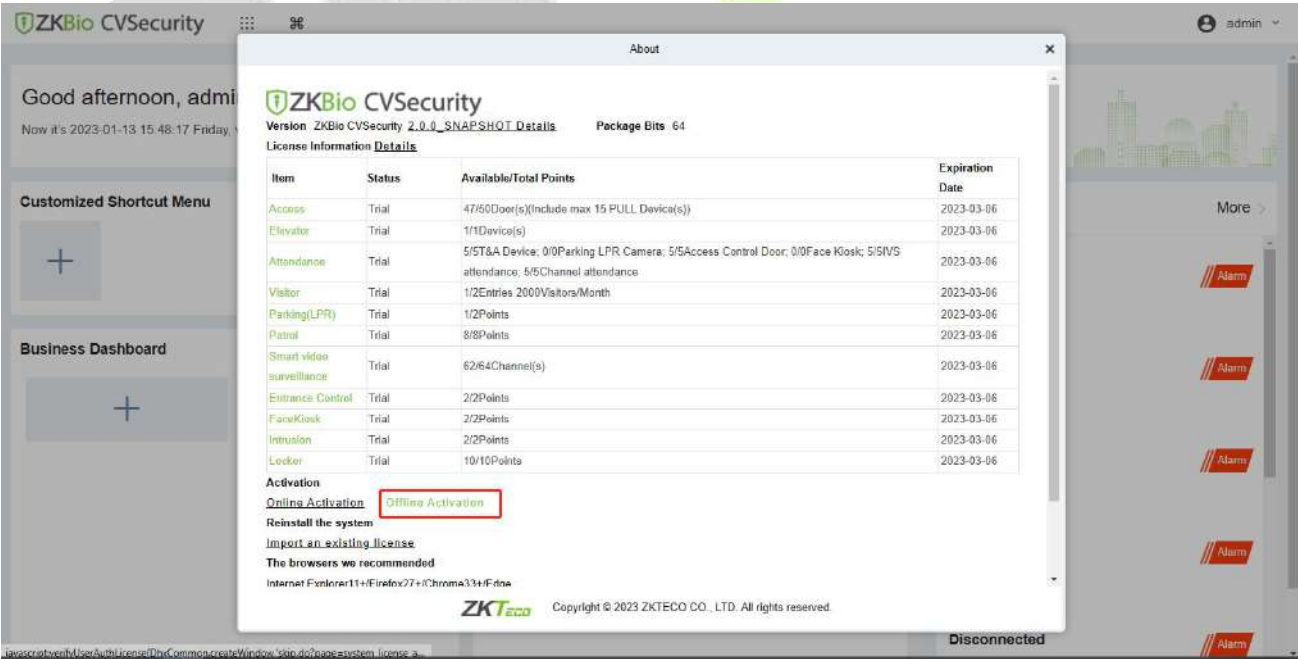 ZKBio CVSecurity
admin
About
Good afternoon, admi
Now it's 2023-01-13 15:48:17 Friday,
Customized Shortcut Menu
Business Dashboard
ZKBio CVSecurity
Version ZKBio CVSecurity 2.0.0_SNAPSHOT Details Package Bits 64
License Information Details
Item Status Available/Total Points Expiration Date
Access Trial 47/50Door(s)(Include max 15 PULL Device(s)) 2023-03-06
Elevator Trial 1/1Device(s) 2023-03-06
Attendance Trial 5/5T&A Device; 0/0Parking LPR Camera; 5/5Access Control Door; 0/0Face Kiosk; 5/5IVS
attendance; 5/5Channel attendance 2023-03-06
Visitor Trial 1/2Entries 2000Visitors/Month 2023-03-06
Parking(LPR) Trial 1/2Points 2023-03-06
Patrol Trial 8/8Points 2023-03-06
Smart video
surveillance Trial 62/64Channel(s) 2023-03-06
Entrance Control Trial 2/2Points 2023-03-06
FaceKiosk Trial 2/2Points 2023-03-06
Intrusion Trial 2/2Points 2023-03-06
Locker Trial 10/10Points 2023-03-06
Activation
Online Activation Offline Activation
Reinstall the system
Import an existing license
The browsers we recommended
Internet Explorer11+/Firefox27+/Chrome33+/Edge
ZKTeco Copyright © 2023 ZKTECO CO., LTD. All rights reserved.
More
Alarm
Alarm
Alarm
Alarm
Disconnected
Alarm
javascript:verifyUserAuthLicense(DhxCommon.createWindow,'skip.do?page=system_license_a...